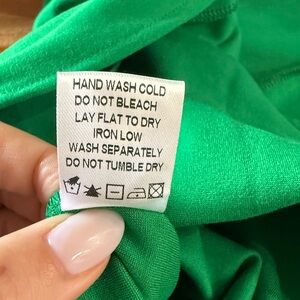 HAND WASH COLD
DO NOT BLEACH
LAY FLAT TO DRY
IRON LOW
WASH SEPARATELY
DO NOT TUMBLE DRY